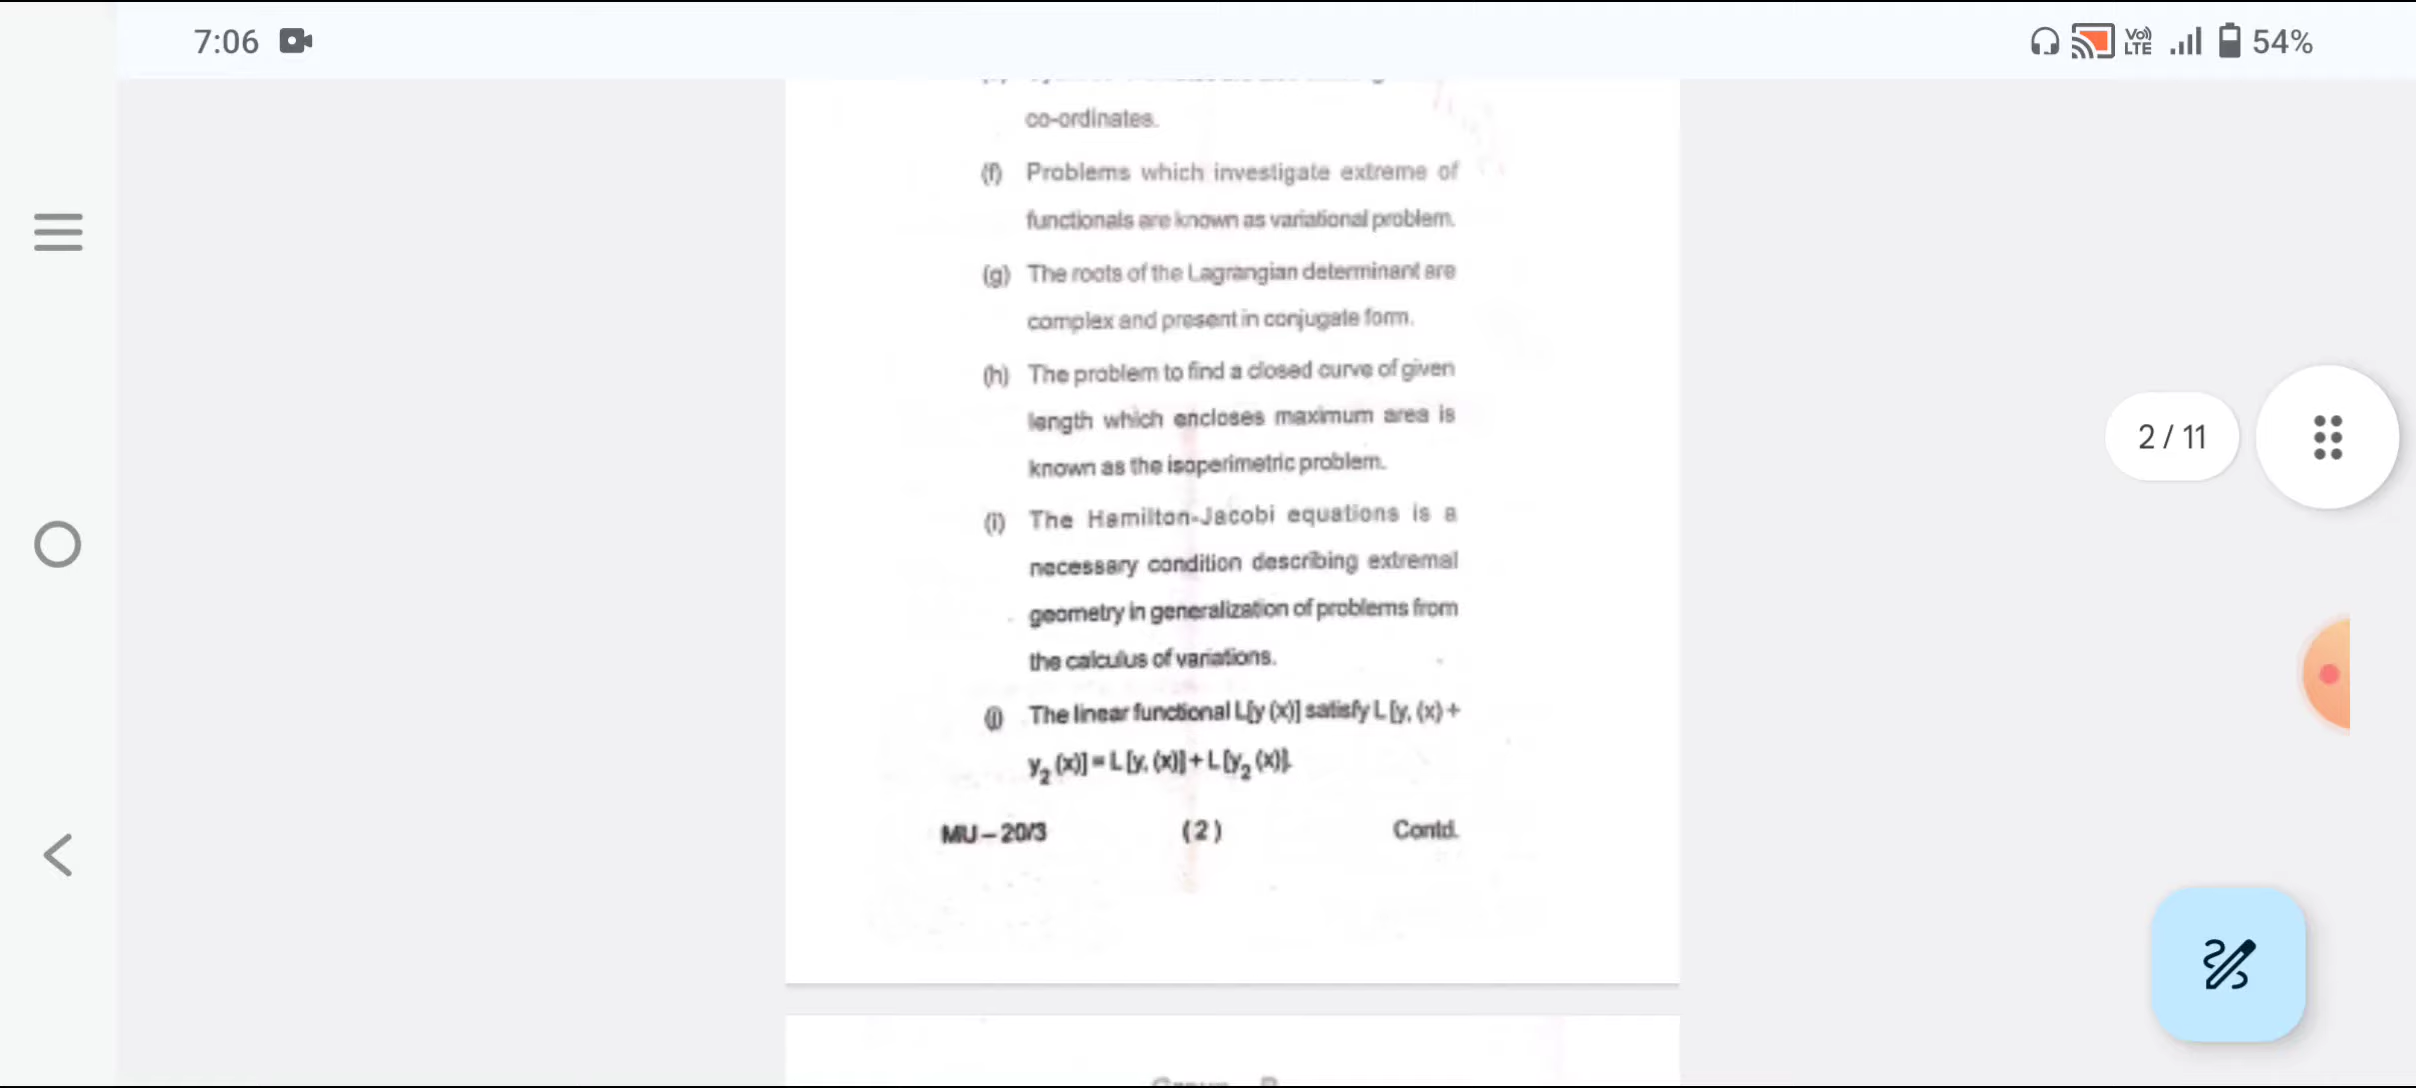 7:06
VoLTE 54%
co-ordinates.
(f) Problems which investigate extreme of
functionals are known as variational problem.
(g) The roots of the Lagrangian determinant are
complex and present in conjugate form.
(h) The problem to find a closed curve of given
length which encloses maximum area is
known as the isoperimetric problem.
(i) The Hamilton-Jacobi equations is a
necessary condition describing extremal
geometry in generalization of problems from
the calculus of variations.
(j) The linear functional L[y (x)] satisfy L [y, (x) +
y₂ (x)] = L [y, (x)] + L [y₂ (x)].
MU – 20/3 (2) Contd.
2 / 11